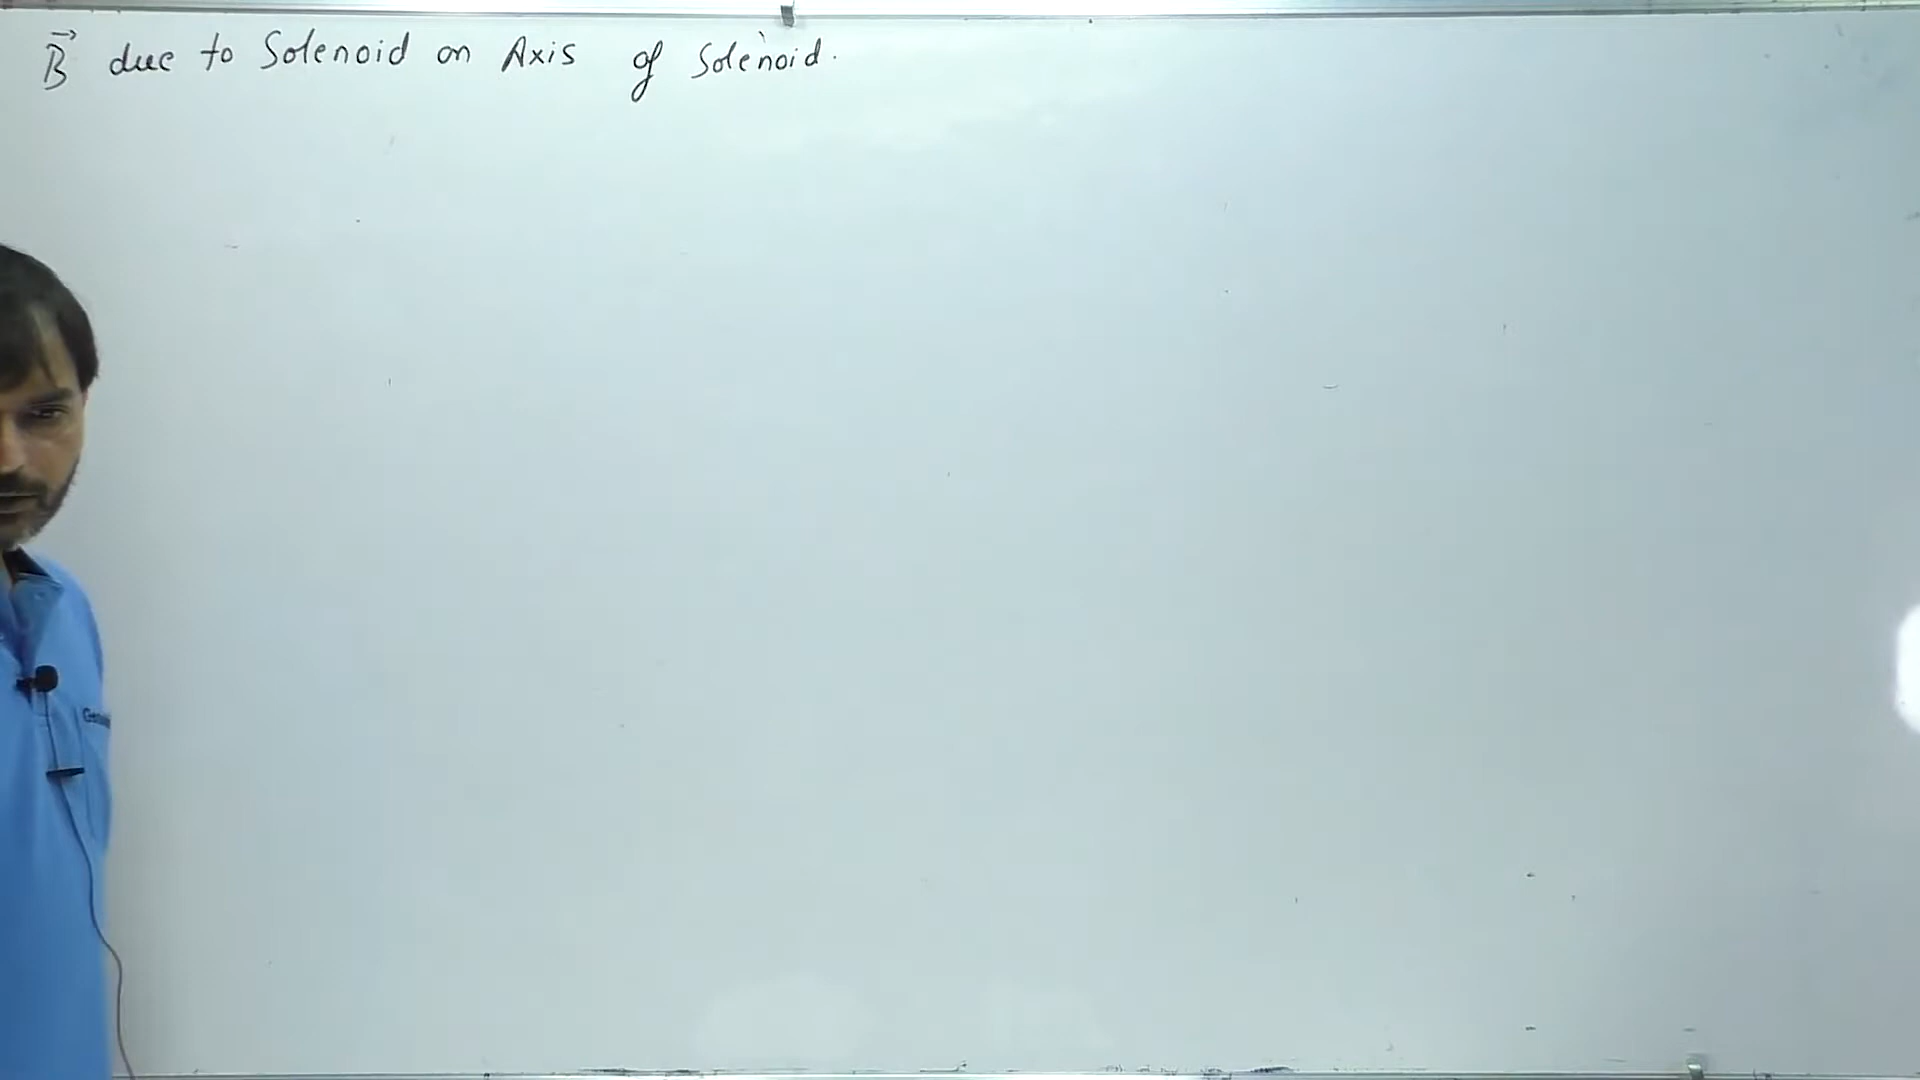 B⃗ due to Solenoid on Axis of Solenoid.